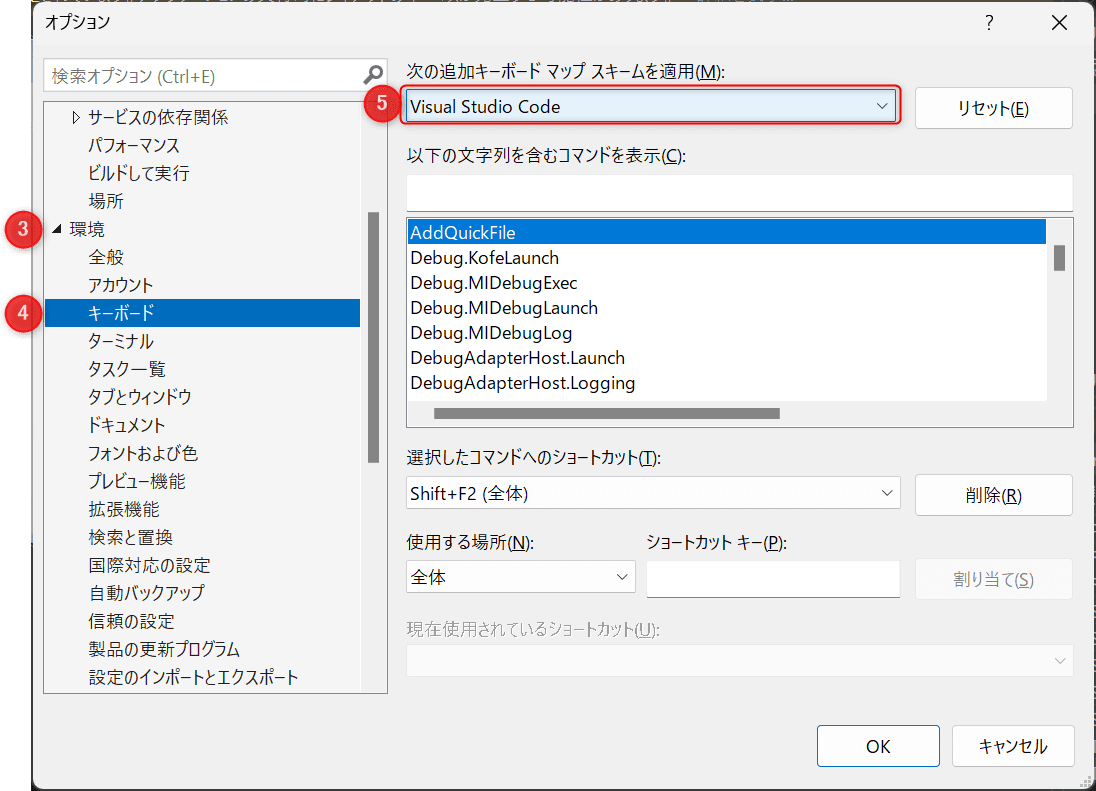 オプション
?
検索オプション (Ctrl+E)
サービスの依存関係
パフォーマンス
ビルドして実行
場所
3
環境
全般
アカウント
4
キーボード
ターミナル
タスク一覧
タブとウィンドウ
ドキュメント
フォントおよび色
プレビュー機能
拡張機能
検索と置換
国際対応の設定
自動バックアップ
信頼の設定
製品の更新プログラム
設定のインポートとエクスポート
次の追加キーボード マップ スキームを適用(M):
5
Visual Studio Code
リセット(E)
以下の文字列を含むコマンドを表示(C):
AddQuickFile
Debug.KofeLaunch
Debug.MIDebugExec
Debug.MIDebugLaunch
Debug.MIDebugLog
DebugAdapterHost.Launch
DebugAdapterHost.Logging
選択したコマンドへのショートカット(T):
Shift+F2 (全体)
削除(R)
使用する場所(N):
ショートカット キー(P):
全体
割り当て(S)
現在使用されているショートカット(U):
OK
キャンセル